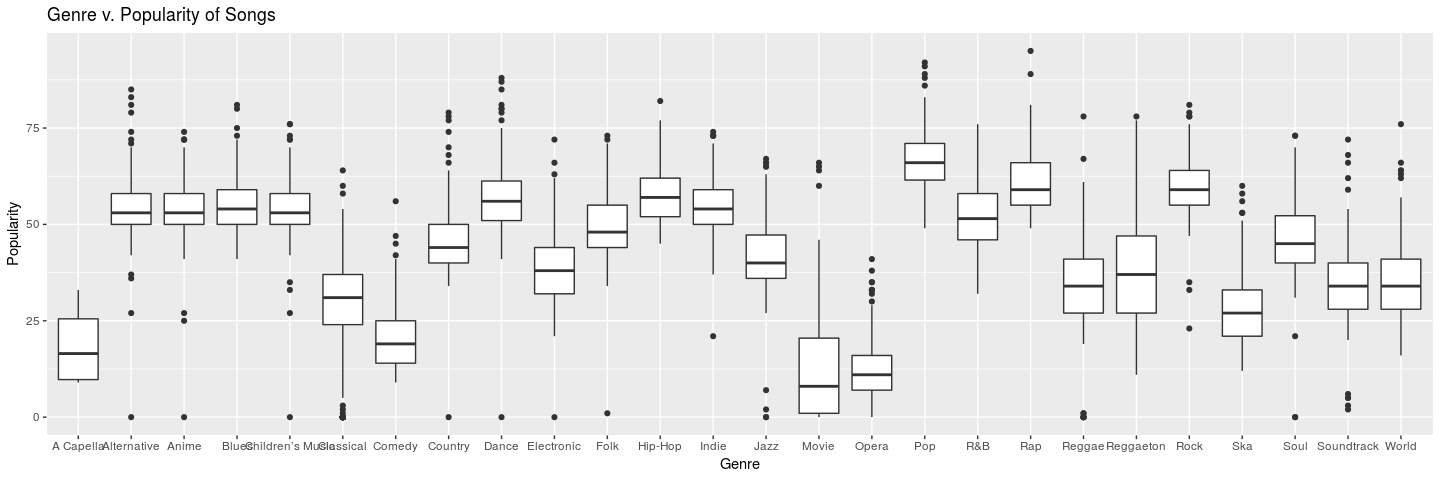 Genre v. Popularity of Songs
Popularity
75
50
25
0
A Capella Alternative Anime Blues Children's Music Classical Comedy Country Dance Electronic Folk Hip-Hop Indie Jazz Movie Opera Pop R&B Rap Reggae Reggaeton Rock Ska Soul Soundtrack World
Genre